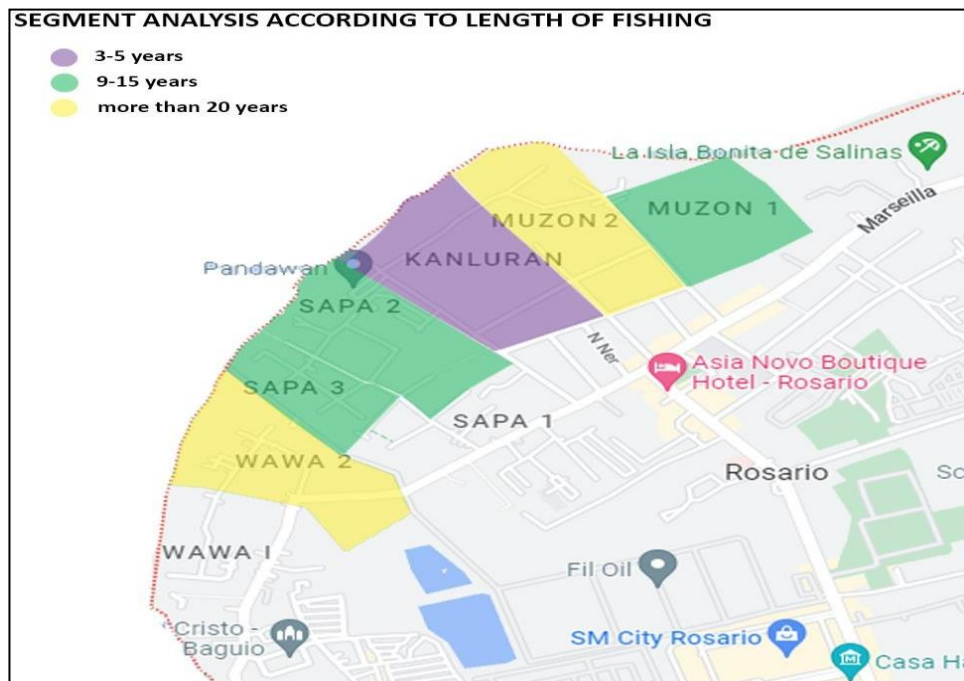 SEGMENT ANALYSIS ACCORDING TO LENGTH OF FISHING
3-5 years
9-15 years
more than 20 years
La Isla Bonita de Salinas
MUZON 1
MUZON 2
Marseilla
KANLURAN
Pandawan
SAPA 2
N Ner
Asia Novo Boutique
Hotel - Rosario
SAPA 3
SAPA 1
WAWA 2
Rosario
So
WAWA I
Fil Oil
Cristo -
Baguio
SM City Rosario
Casa Ha